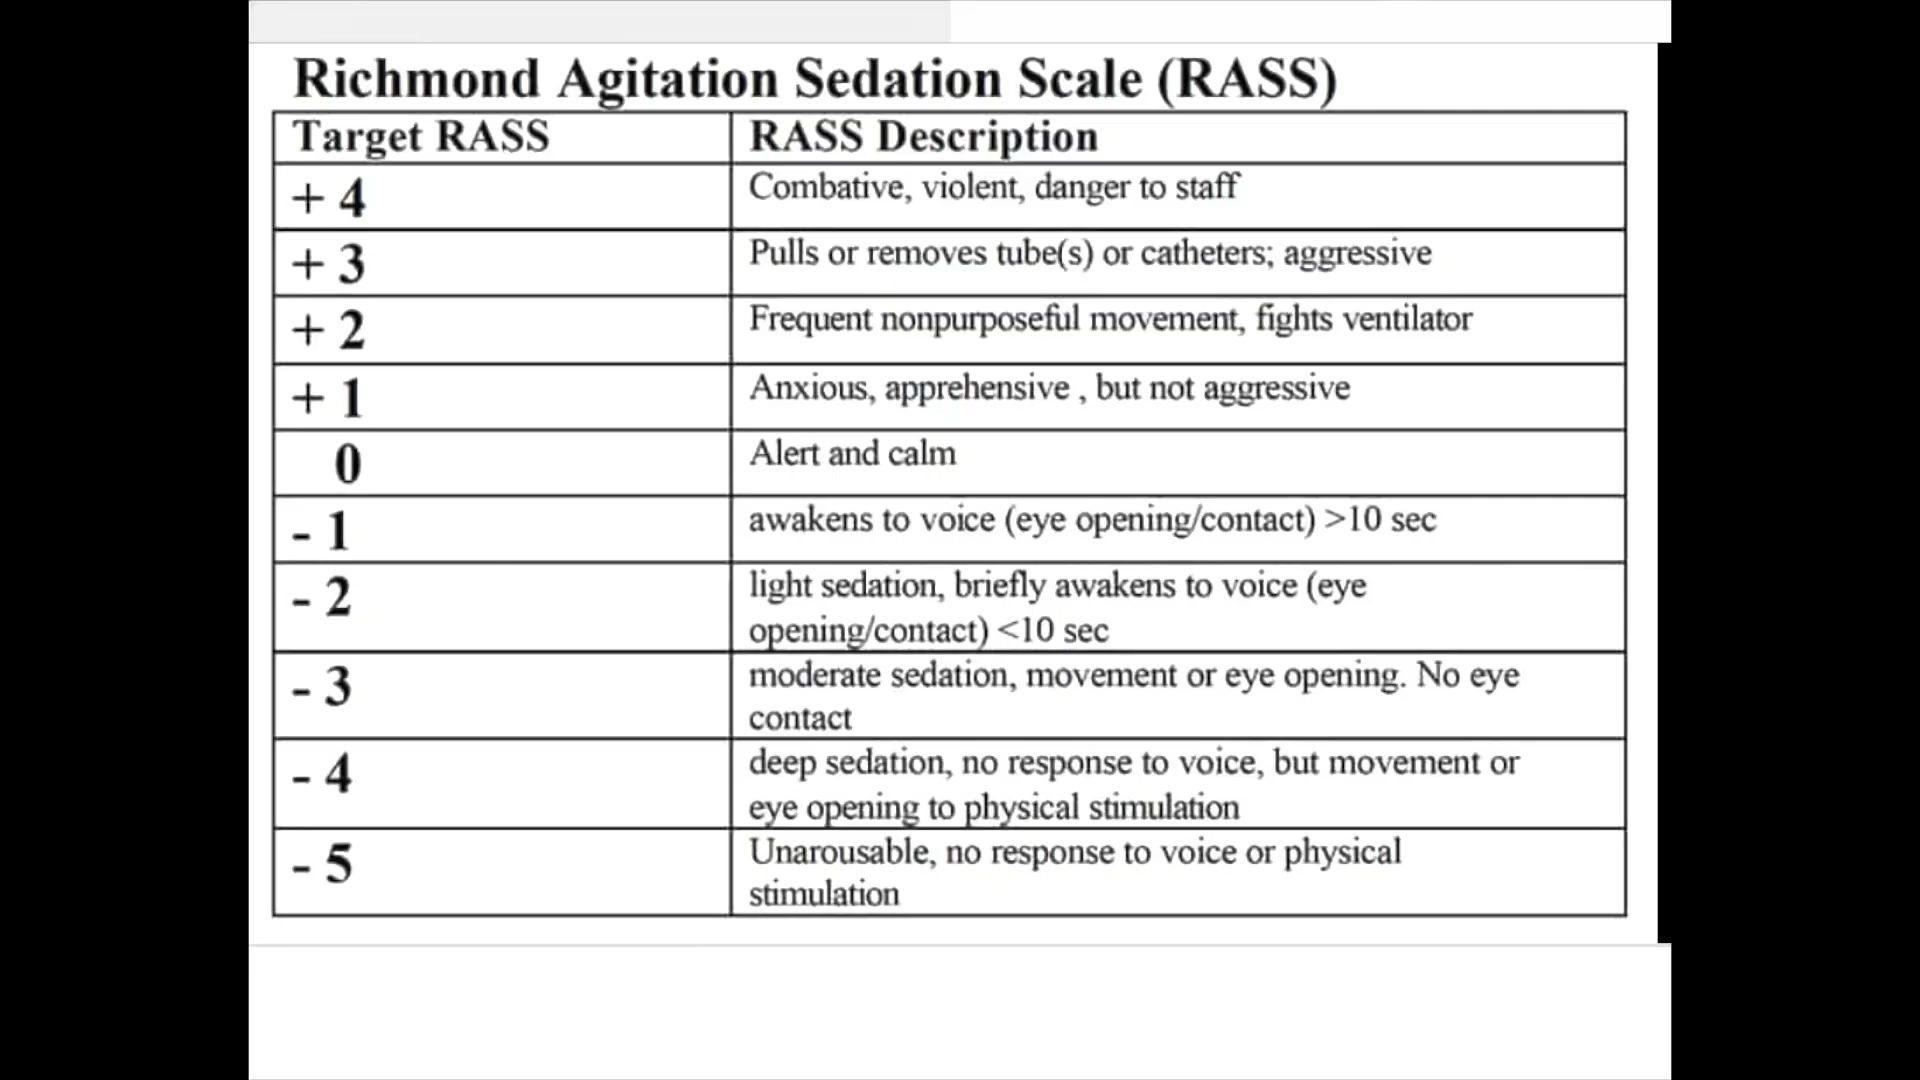 Richmond Agitation Sedation Scale (RASS)
Target RASS
RASS Description
+ 4
Combative, violent, danger to staff
+ 3
Pulls or removes tube(s) or catheters; aggressive
+ 2
Frequent nonpurposeful movement, fights ventilator
+ 1
Anxious, apprehensive , but not aggressive
0
Alert and calm
- 1
awakens to voice (eye opening/contact) >10 sec
- 2
light sedation, briefly awakens to voice (eye
opening/contact) <10 sec
- 3
moderate sedation, movement or eye opening. No eye
contact
- 4
deep sedation, no response to voice, but movement or
eye opening to physical stimulation
- 5
Unarousable, no response to voice or physical
stimulation